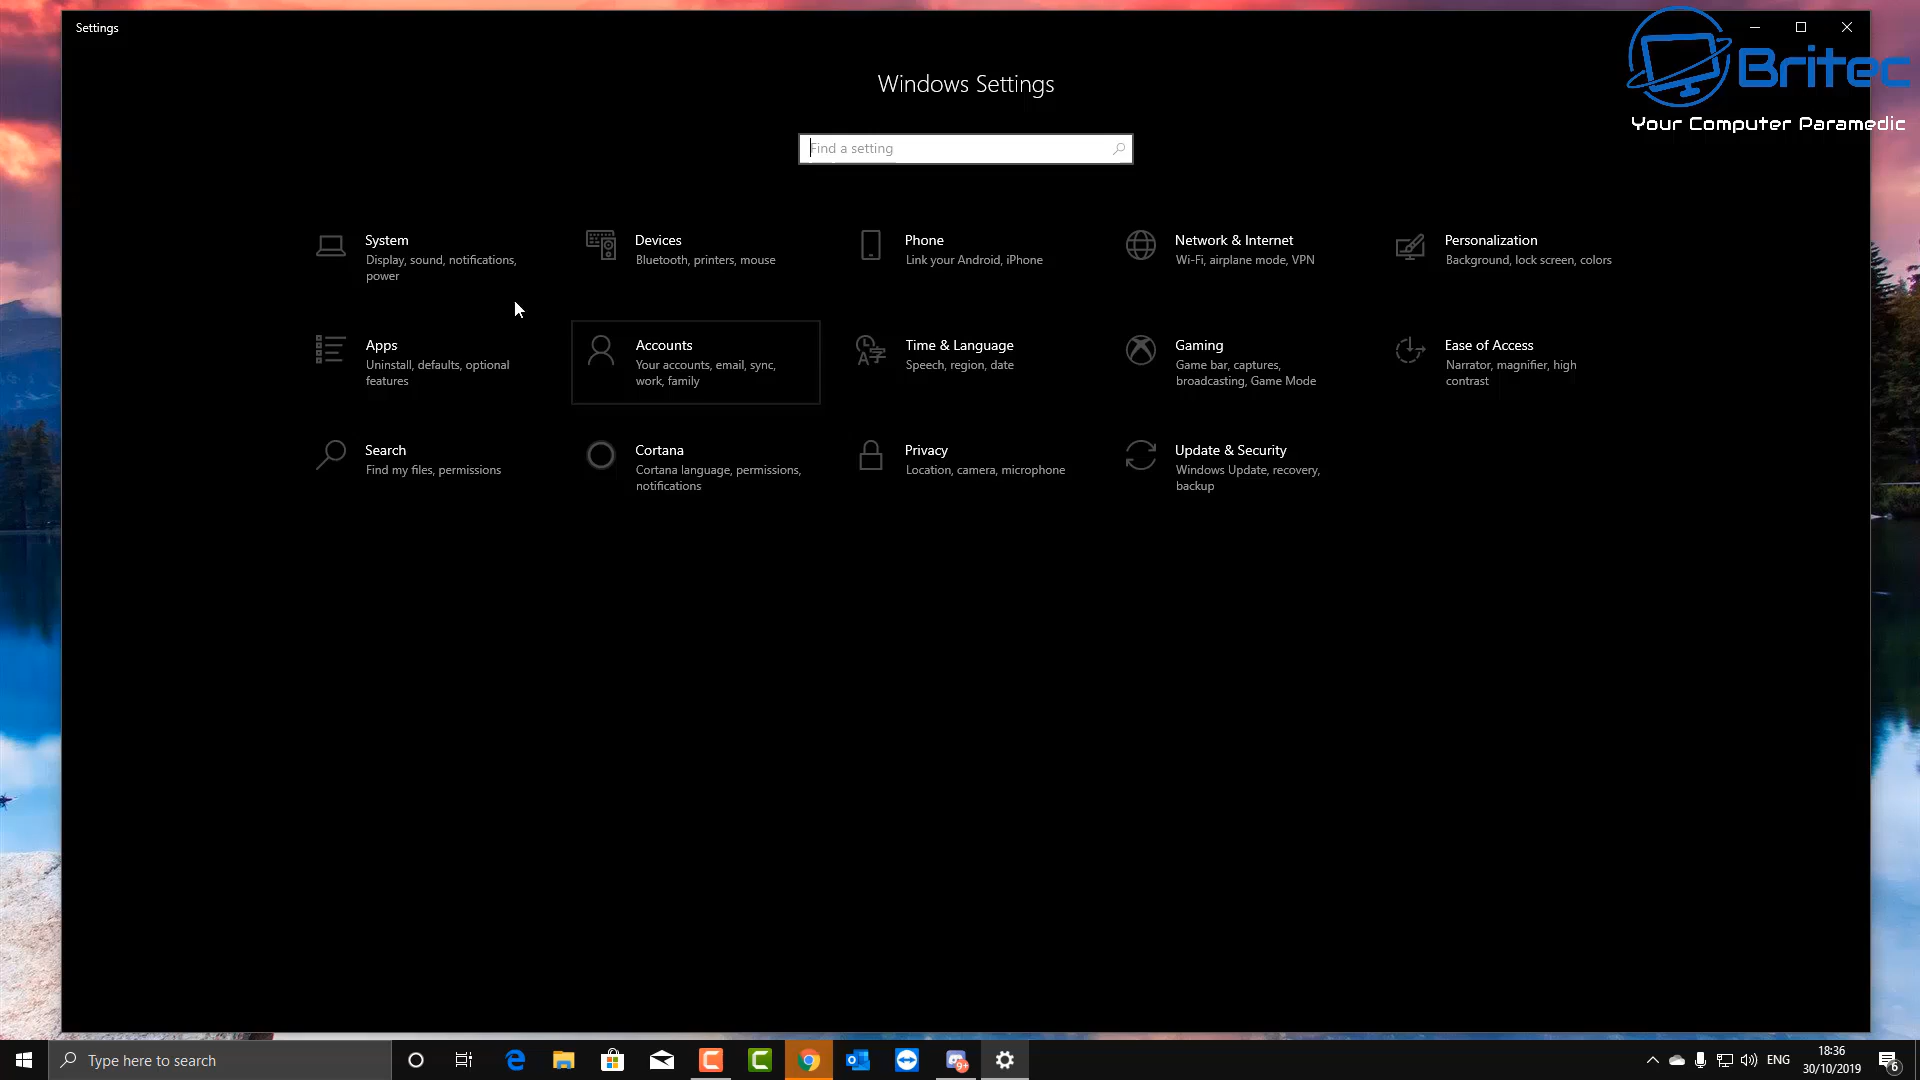 Settings
Britec
Your Computer Paramedic
Windows Settings
Find a setting
System
Display, sound, notifications,
power
Devices
Bluetooth, printers, mouse
Phone
Link your Android, iPhone
Network & Internet
Wi-Fi, airplane mode, VPN
Personalization
Background, lock screen, colors
Apps
Uninstall, defaults, optional
features
Accounts
Your accounts, email, sync,
work, family
Time & Language
Speech, region, date
Gaming
Game bar, captures,
broadcasting, Game Mode
Ease of Access
Narrator, magnifier, high
contrast
Search
Find my files, permissions
Cortana
Cortana language, permissions,
notifications
Privacy
Location, camera, microphone
Update & Security
Windows Update, recovery,
backup
Type here to search
9+
ENG
18:36
30/10/2019
6